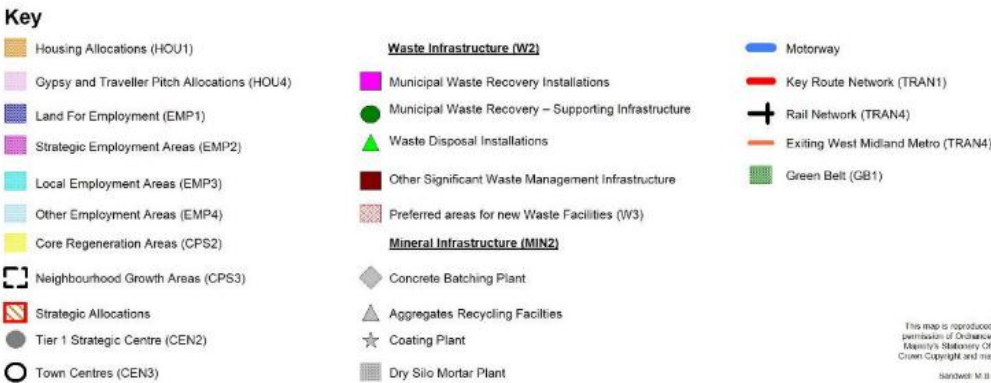 Key
Housing Allocations (HOU1)
Gypsy and Traveller Pitch Allocations (HOU4)
Land For Employment (EMP1)
Strategic Employment Areas (EMP2)
Local Employment Areas (EMP3)
Other Employment Areas (EMP4)
Core Regeneration Areas (CPS2)
Neighbourhood Growth Areas (CPS3)
Strategic Allocations
Tier 1 Strategic Centre (CEN2)
Town Centres (CEN3)
Waste Infrastructure (W2)
Municipal Waste Recovery Installations
Municipal Waste Recovery – Supporting Infrastructure
Waste Disposal Installations
Other Significant Waste Management Infrastructure
Preferred areas for new Waste Facilities (W3)
Mineral Infrastructure (MIN2)
Concrete Batching Plant
Aggregates Recycling Facilties
Coating Plant
Dry Silo Mortar Plant
Motorway
Key Route Network (TRAN1)
Rail Network (TRAN4)
Exiting West Midland Metro (TRAN4)
Green Belt (GB1)
This map is reproduced
permission of Ordnance
Majesty's Stationery Of
Crown Copyright and ma
Sandwell M.B